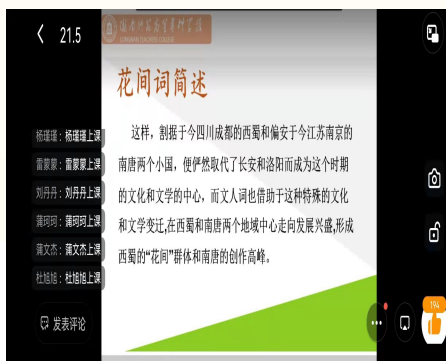 21.5
LONGNAN TEACHERS COLLEGE
花间词简述
这样，割据于今四川成都的西蜀和偏安于今江苏南京的
南唐两个小国，便俨然取代了长安和洛阳而成为这个时期
的文化和文学的中心，而文人词也借助于这种特殊的文化
和文学变迁,在西蜀和南唐两个地域中心走向发展兴盛,形成
西蜀的“花间”群体和南唐的创作高峰。
杨瑾瑾：杨瑾瑾上课
雷蒙蒙：雷蒙蒙上课
刘丹丹：刘丹丹上课
蒲珂珂：蒲珂珂上课
蒲文杰：蒲文杰上课
杜旭旭：杜旭旭上课
发表评论
194